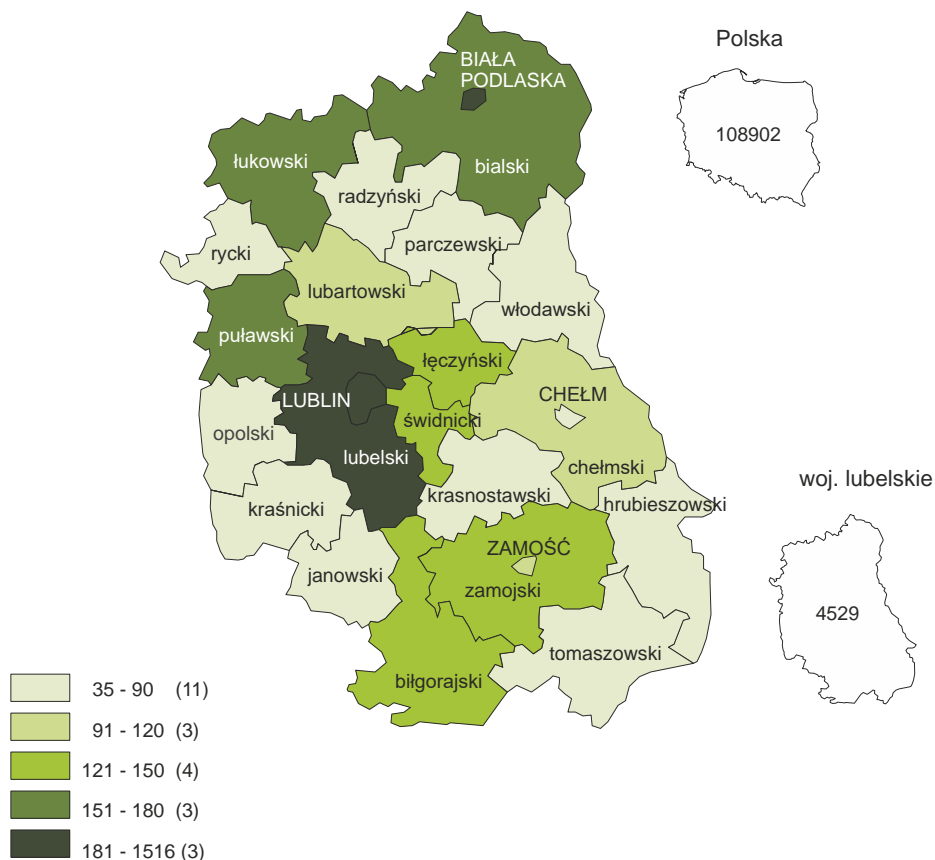 Polska
108902
BIAŁA
PODLASKA
łukowski
bialski
radzyński
rycki
parczewski
lubartowski
włodawski
puławski
łęczyński
LUBLIN
CHEŁM
świdnicki
opolski
lubelski
chełmski
woj. lubelskie
krasnostawski
hrubieszowski
kraśnicki
ZAMOŚĆ
janowski
zamojski
4529
tomaszowski
biłgorajski
35 - 90 (11)
91 - 120 (3)
121 - 150 (4)
151 - 180 (3)
181 - 1516 (3)